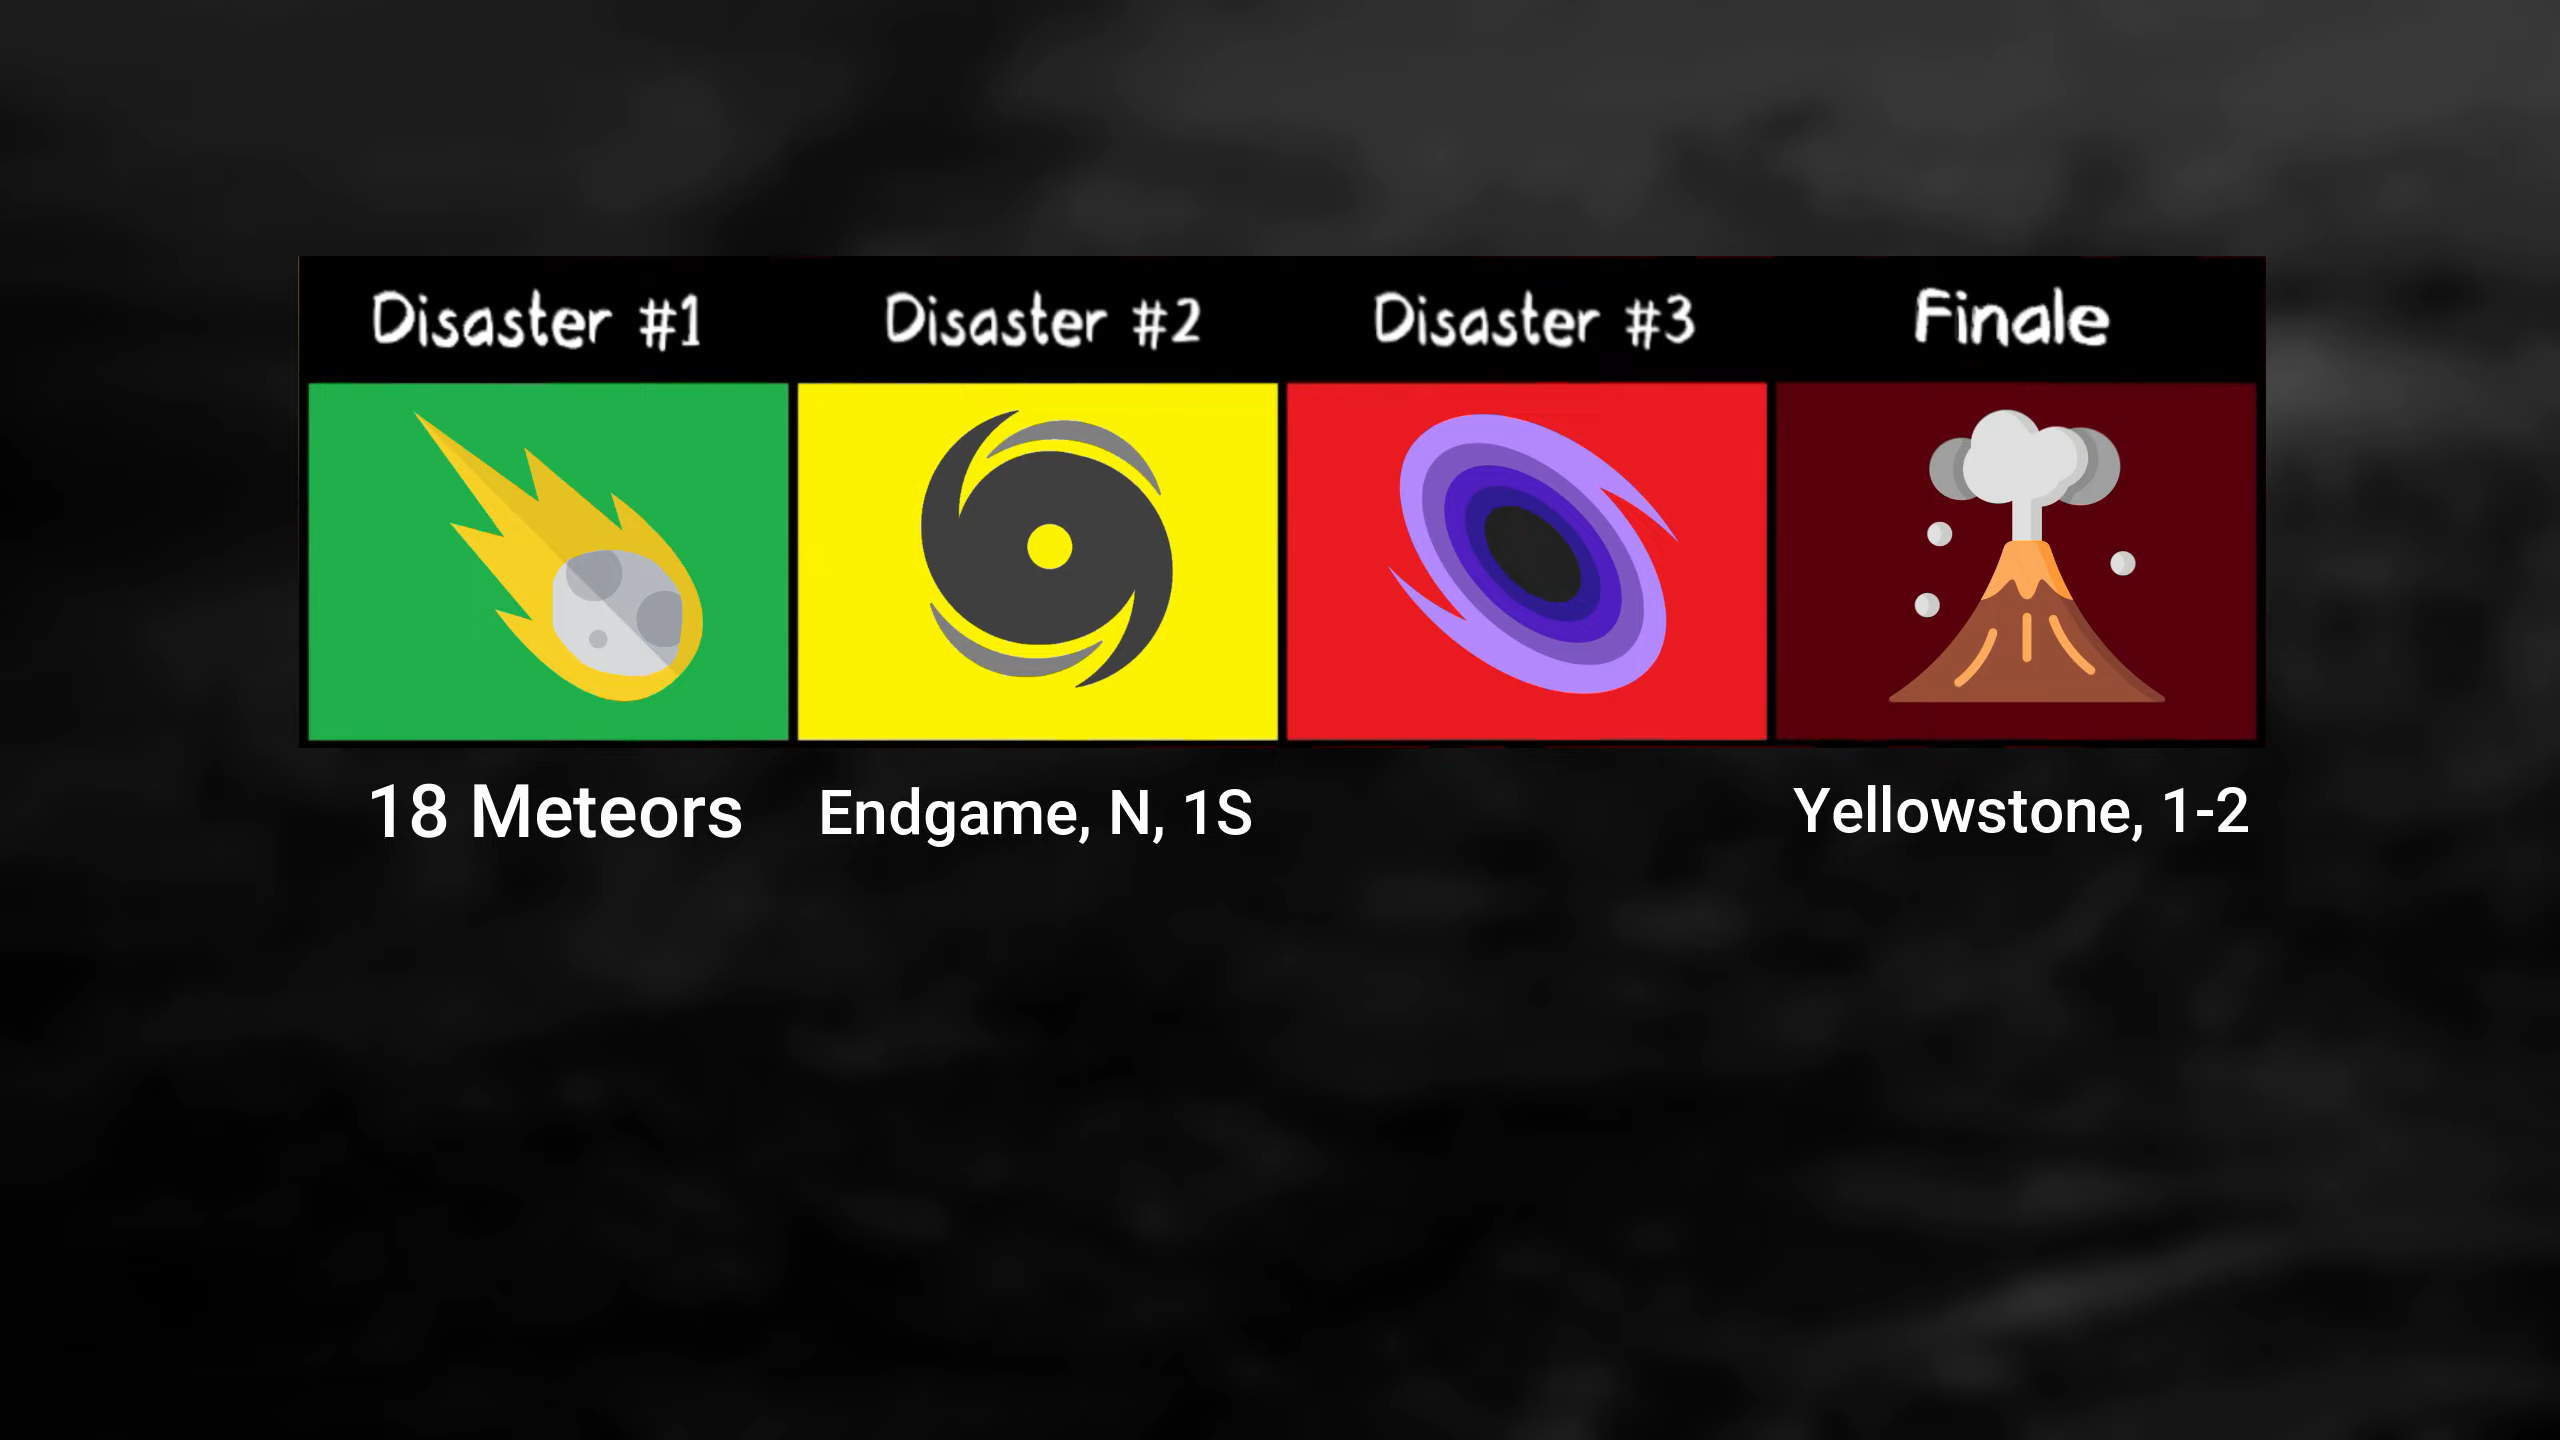 Disaster #1
Disaster #2
Disaster #3
Finale
18 Meteors
Endgame, N, 1S
Yellowstone, 1-2